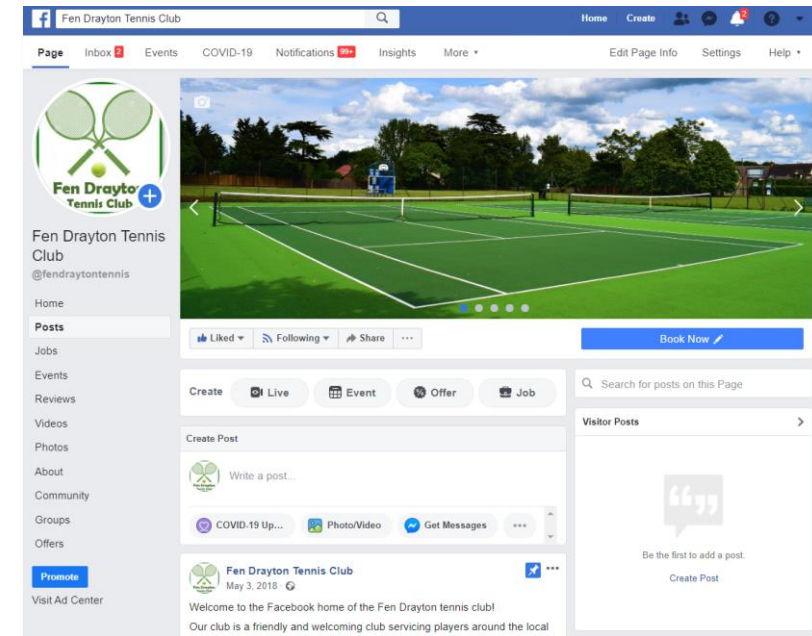 Fen Drayton Tennis Club
Home Create 2
Page Inbox 2 Events COVID-19 Notifications 99+ Insights More Edit Page Info Settings Help
Fen Drayto
Tennis Club
Fen Drayton Tennis
Club
@fendraytontennis
Home
Posts
Jobs
Events
Reviews
Videos
Photos
About
Community
Groups
Offers
Promote
Visit Ad Center
Liked Following Share ...
Book Now
Create Live Event Offer Job
Search for posts on this Page
Create Post
Write a post...
COVID-19 Up... Photo/Video Get Messages ...
Visitor Posts
Be the first to add a post.
Create Post
Fen Drayton Tennis Club
May 3, 2018 ·
Welcome to the Facebook home of the Fen Drayton tennis club!
Our club is a friendly and welcoming club servicing players around the local